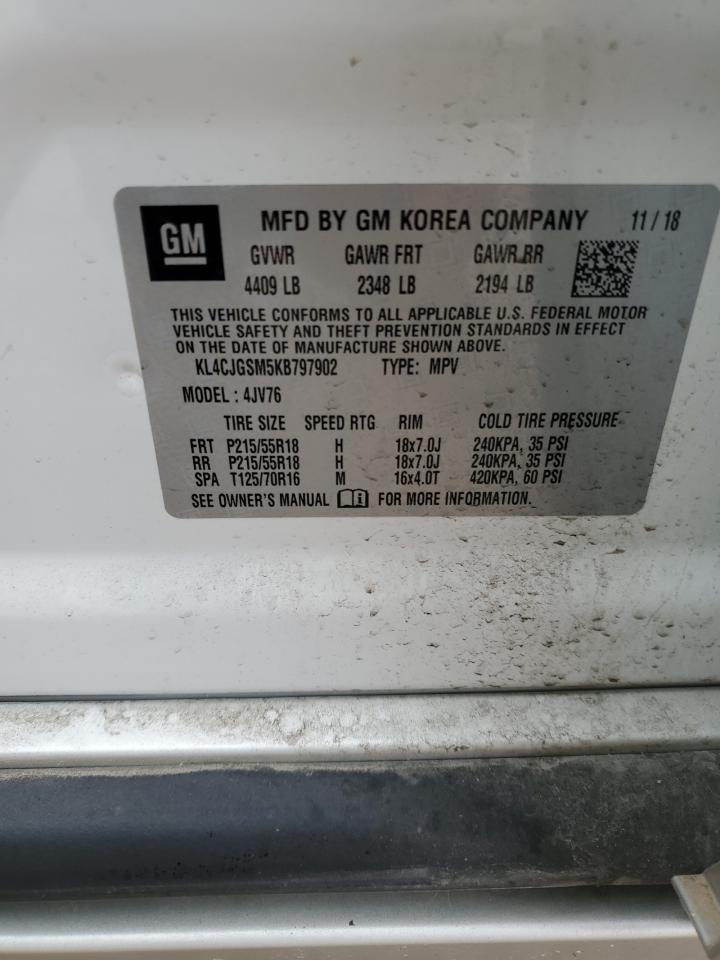 GM
MFD BY GM KOREA COMPANY 11/18
GVWR GAWR FRT GAWR RR
4409 LB 2348 LB 2194 LB
THIS VEHICLE CONFORMS TO ALL APPLICABLE U.S. FEDERAL MOTOR
VEHICLE SAFETY AND THEFT PREVENTION STANDARDS IN EFFECT
ON THE DATE OF MANUFACTURE SHOWN ABOVE.
KL4CJGSM5KB797902 TYPE: MPV
MODEL : 4JV76
TIRE SIZE SPEED RTG RIM COLD TIRE PRESSURE
FRT P215/55R18 H 18x7.0J 240KPA, 35 PSI
RR P215/55R18 H 18x7.0J 240KPA, 35 PSI
SPA T125/70R16 M 16x4.0T 420KPA, 60 PSI
SEE OWNER'S MANUAL FOR MORE INFORMATION.